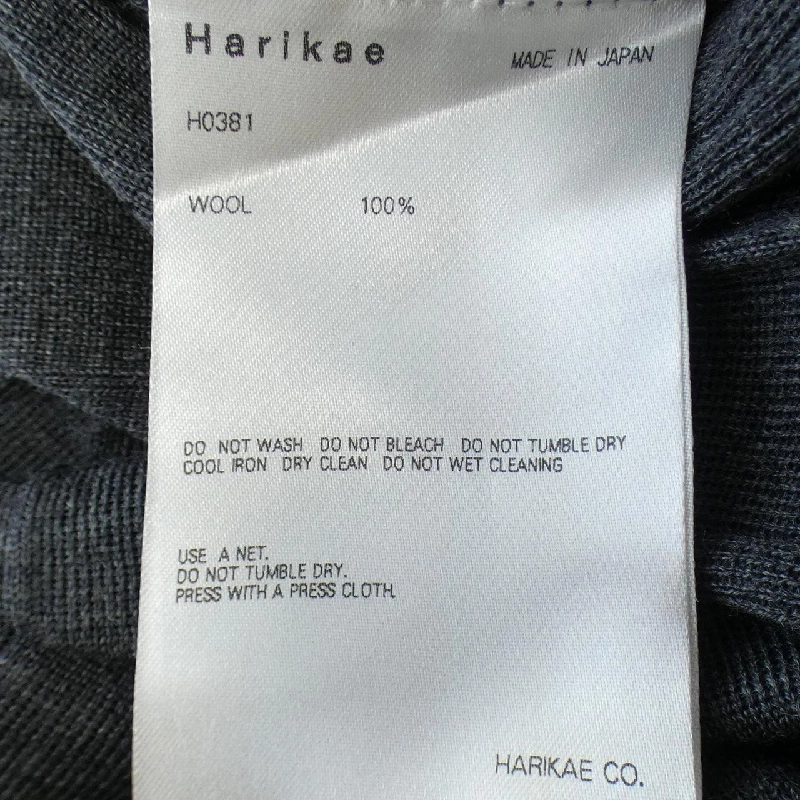 Harikae
MADE IN JAPAN
H0381
WOOL 100%
DO NOT WASH DO NOT BLEACH DO NOT TUMBLE DRY
COOL IRON DRY CLEAN DO NOT WET CLEANING
USE A NET.
DO NOT TUMBLE DRY.
PRESS WITH A PRESS CLOTH.
HARIKAE CO.